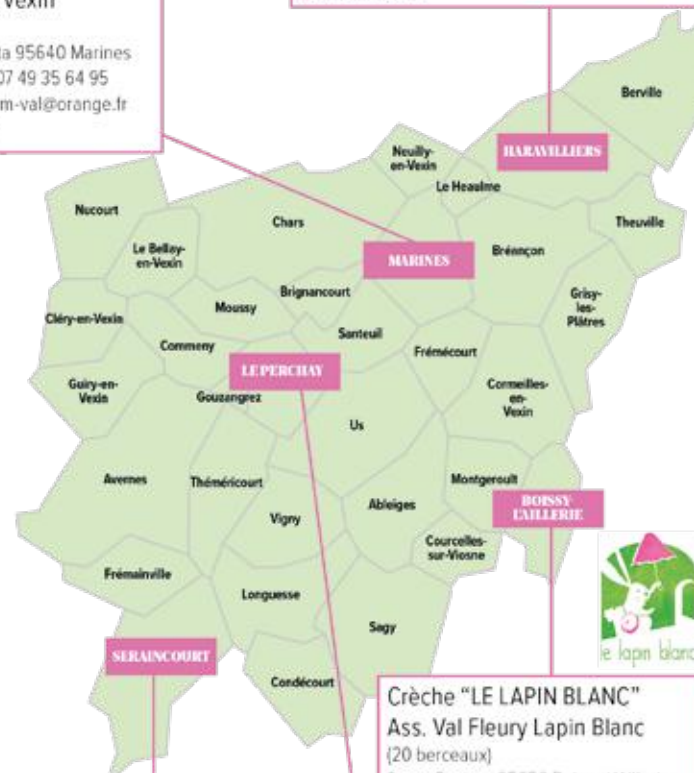 Vexin
95640 Marines
07 49 35 64 95
m-val@orange.fr
Berville
HARAVILLIERS
Neuilly-
en-Vexin
Le Heaulme
Nucourt
Chars
Theuville
Le Bellay-
en-Vexin
MARINES
Brénnçon
Brignancourt
Grisy-
les-
Plâtres
Moussy
Cléry-en-Vexin
Santeuil
Commeny
Frémécourt
LE PERCHAY
Guiry-en-
Vexin
Gouzangrez
Cormeilles-
en-
Vexin
Us
Avernes
Théméricourt
Montgeroult
Ableiges
BOISSY
L'AILLERIE
Vigny
Courcelles-
sur-Viosne
Frémainville
Longuesse
Sagy
le lapin blanc
SERAINCOURT
Condécourt
Crèche "LE LAPIN BLANC"
Ass. Val Fleury Lapin Blanc
(20 berceaux)